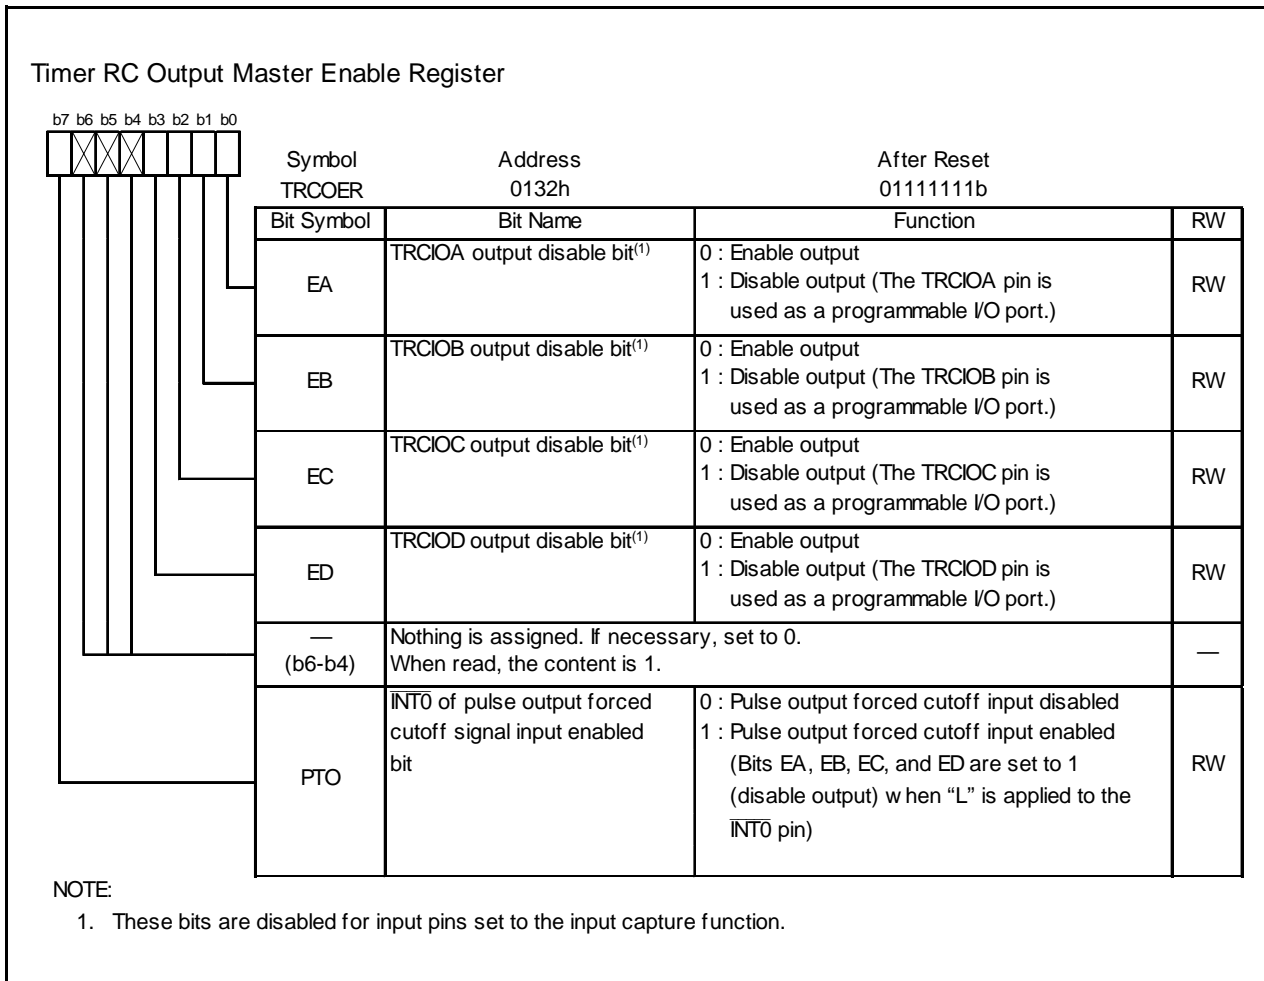 Timer RC Output Master Enable Register
b7 b6 b5 b4 b3 b2 b1 b0
Symbol Address After Reset
TRCOER 0132h 01111111b
Bit Symbol Bit Name Function RW
EA TRCIOA output disable bit(1) 0 : Enable output
1 : Disable output (The TRCIOA pin is
used as a programmable I/O port.) RW
EB TRCIOB output disable bit(1) 0 : Enable output
1 : Disable output (The TRCIOB pin is
used as a programmable I/O port.) RW
EC TRCIOC output disable bit(1) 0 : Enable output
1 : Disable output (The TRCIOC pin is
used as a programmable I/O port.) RW
ED TRCIOD output disable bit(1) 0 : Enable output
1 : Disable output (The TRCIOD pin is
used as a programmable I/O port.) RW
—
(b6-b4)
Nothing is assigned. If necessary, set to 0.
When read, the content is 1.
—
PTO
INT0 of pulse output forced
cutoff signal input enabled
bit
0 : Pulse output forced cutoff input disabled
1 : Pulse output forced cutoff input enabled
(Bits EA, EB, EC, and ED are set to 1
(disable output) when “L” is applied to the
INT0 pin)
RW
NOTE:
1. These bits are disabled for input pins set to the input capture function.